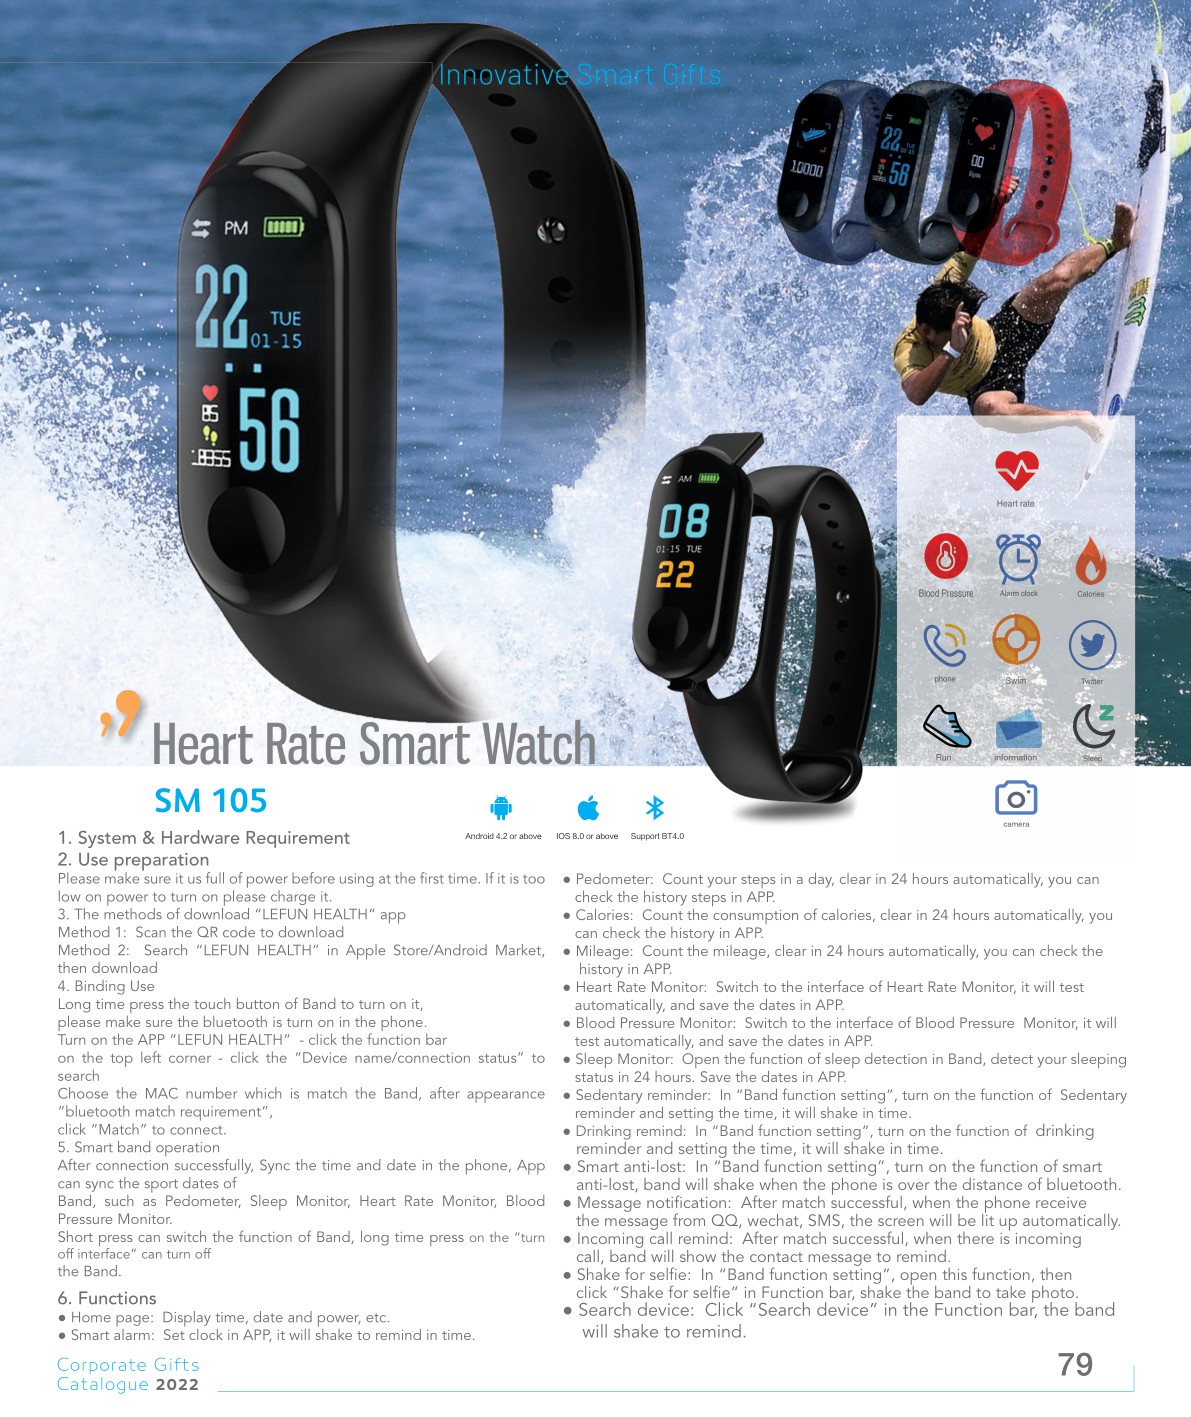 Innovative Smart Gifts
PM
22
TUE
01-15
56
85
10000
22
56
00
AM
08
01-15 TUE
22
Heart rate
Blood Pressure
Alarm clock
Calories
phone
Swim
Twitter
Run
information
Sleep
camera
Heart Rate Smart Watch
SM 105
Android 4.2 or above
IOS 8.0 or above
Support BT4.0
1. System & Hardware Requirement
2. Use preparation
Please make sure it us full of power before using at the first time. If it is too
low on power to turn on please charge it.
3. The methods of download “LEFUN HEALTH” app
Method 1: Scan the QR code to download
Method 2: Search “LEFUN HEALTH” in Apple Store/Android Market,
then download
4. Binding Use
Long time press the touch button of Band to turn on it,
please make sure the bluetooth is turn on in the phone.
Turn on the APP “LEFUN HEALTH” - click the function bar
on the top left corner - click the “Device name/connection status” to
search
Choose the MAC number which is match the Band, after appearance
“bluetooth match requirement”,
click “Match” to connect.
5. Smart band operation
After connection successfully, Sync the time and date in the phone, App
can sync the sport dates of
Band, such as Pedometer, Sleep Monitor, Heart Rate Monitor, Blood
Pressure Monitor.
Short press can switch the function of Band, long time press on the “turn
off interface” can turn off
the Band.
6. Functions
● Home page: Display time, date and power, etc.
● Smart alarm: Set clock in APP, it will shake to remind in time.
● Pedometer: Count your steps in a day, clear in 24 hours automatically, you can
check the history steps in APP.
● Calories: Count the consumption of calories, clear in 24 hours automatically, you
can check the history in APP.
● Mileage: Count the mileage, clear in 24 hours automatically, you can check the
history in APP.
● Heart Rate Monitor: Switch to the interface of Heart Rate Monitor, it will test
automatically, and save the dates in APP.
● Blood Pressure Monitor: Switch to the interface of Blood Pressure Monitor, it will
test automatically, and save the dates in APP.
● Sleep Monitor: Open the function of sleep detection in Band, detect your sleeping
status in 24 hours. Save the dates in APP.
● Sedentary reminder: In “Band function setting”, turn on the function of Sedentary
reminder and setting the time, it will shake in time.
● Drinking remind: In “Band function setting”, turn on the function of drinking
reminder and setting the time, it will shake in time.
● Smart anti-lost: In “Band function setting”, turn on the function of smart
anti-lost, band will shake when the phone is over the distance of bluetooth.
● Message notification: After match successful, when the phone receive
the message from QQ, wechat, SMS, the screen will be lit up automatically.
● Incoming call remind: After match successful, when there is incoming
call, band will show the contact message to remind.
● Shake for selfie: In “Band function setting”, open this function, then
click “Shake for selfie” in Function bar, shake the band to take photo.
● Search device: Click “Search device” in the Function bar, the band
will shake to remind.
Corporate Gifts
Catalogue 2022
79